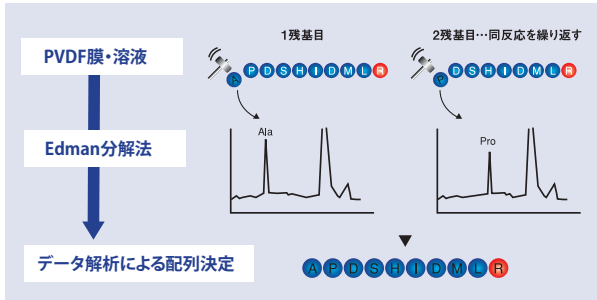 PVDF膜・溶液
Edman分解法
データ解析による配列決定
1残基目
A P D S H I D M L R
Ala
2残基目…同反応を繰り返す
P D S H I D M L R
Pro
A P D S H I D M L R